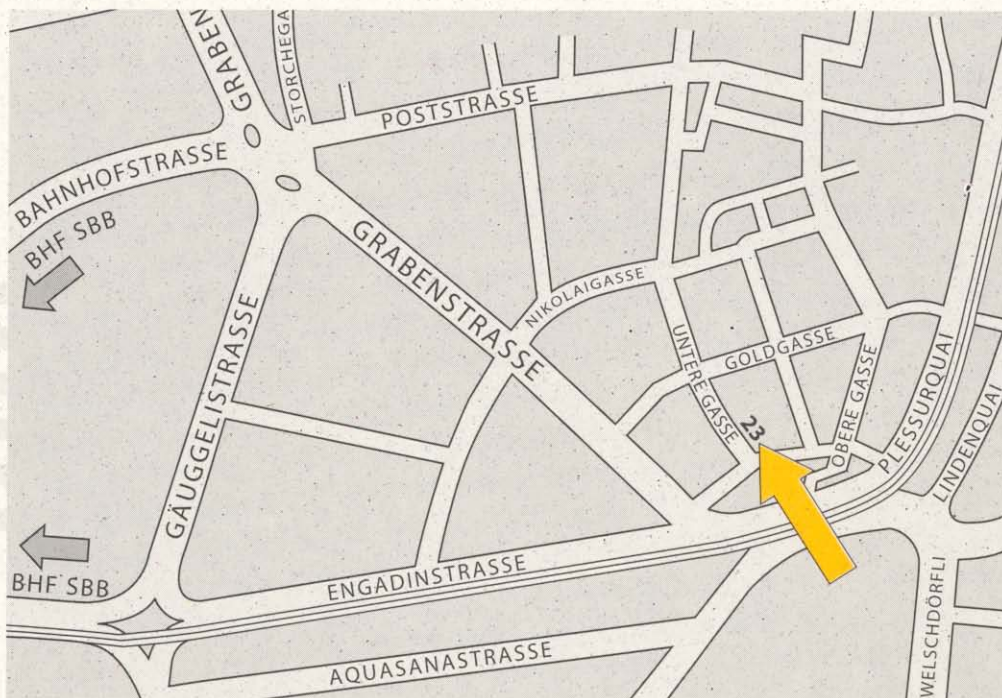 GRABEN
STORCHEGA
POSTSTRASSE
BAHNHOFSTRASSE
BHF SBB
GRABENSTRASSE
NIKOLAIGASSE
GÄUGGELISTRASSE
UNTERE GASSE
GOLDGASSE
OBERE GASSE
PLESSURQUAI
LINDENQUAI
23
BHF SBB
ENGADINSTRASSE
AQUASANASTRASSE
WELSCHDÖRFLI